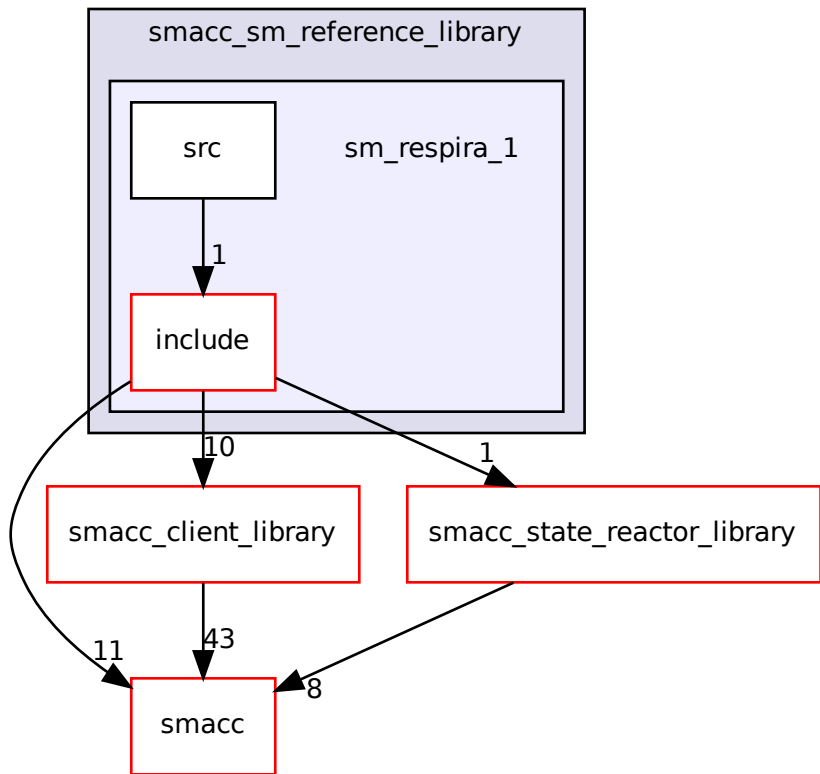 smacc_sm_reference_library
src
sm_respira_1
1
include
10
1
smacc_client_library
smacc_state_reactor_library
11
43
8
smacc